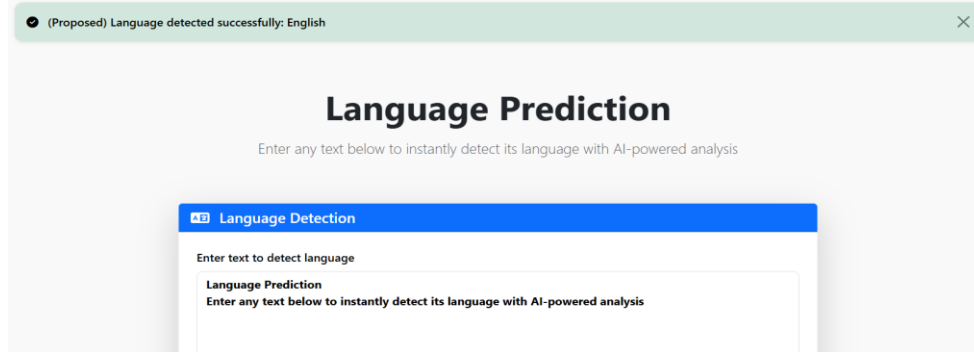 (Proposed) Language detected successfully: English
Language Prediction
Enter any text below to instantly detect its language with AI-powered analysis
Language Detection
Enter text to detect language
Language Prediction
Enter any text below to instantly detect its language with AI-powered analysis